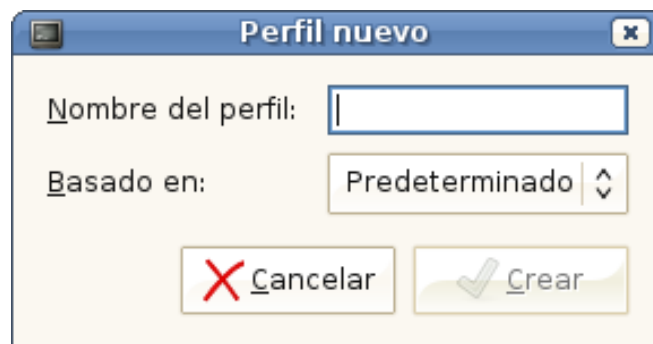 Perfil nuevo
Nombre del perfil:
Basado en: Predeterminado
Cancelar Crear